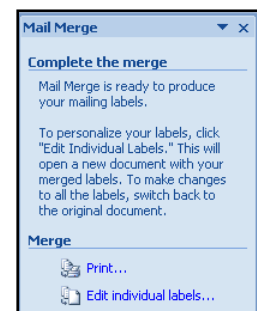 Mail Merge
Complete the merge
Mail Merge is ready to produce
your mailing labels.
To personalize your labels, click
"Edit Individual Labels." This will
open a new document with your
merged labels. To make changes
to all the labels, switch back to
the original document.
Merge
Print...
Edit individual labels...